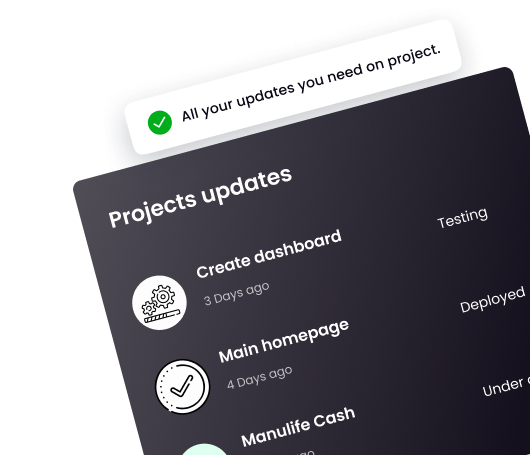 All your updates you need on project.
Projects updates
Create dashboard
Testing
3 Days ago
Main homepage
Deployed
4 Days ago
Manulife Cash
Under
ago